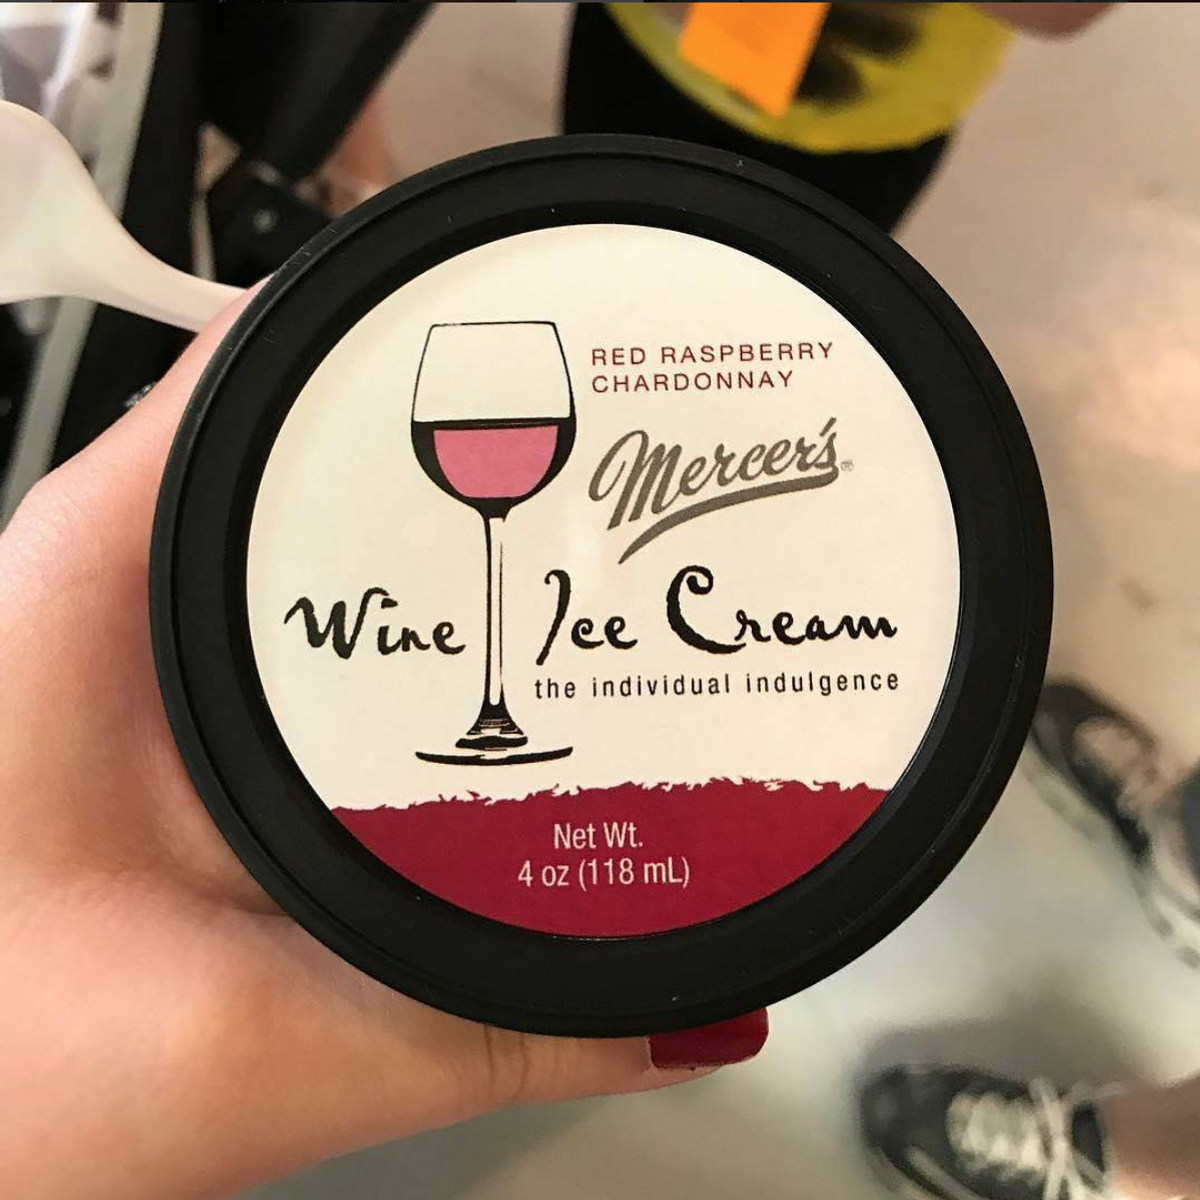 RED RASPBERRY
CHARDONNAY
Mercer's®
Wine Ice Cream
the individual indulgence
Net Wt.
4 oz (118 mL)